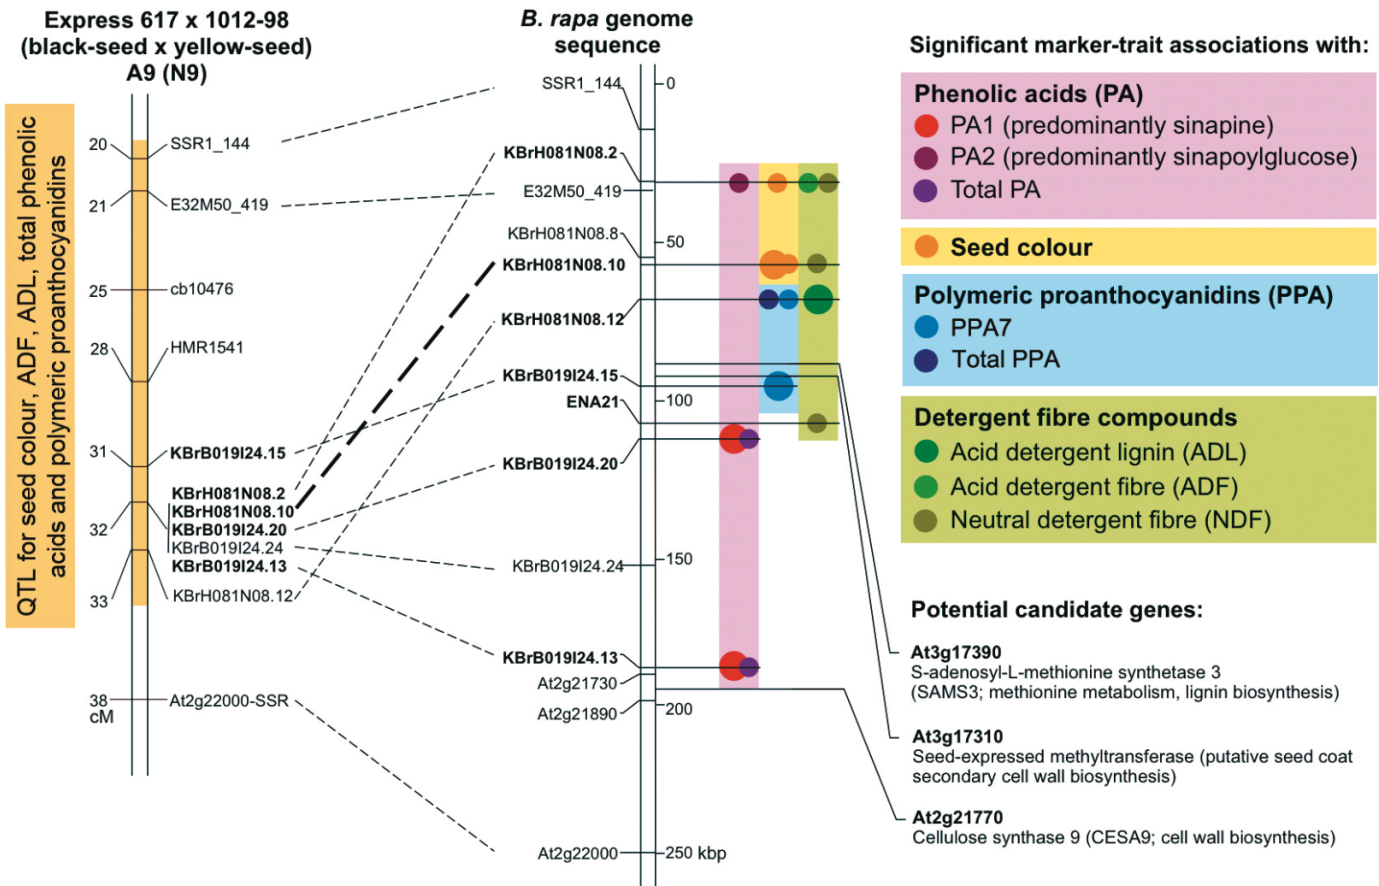 Express 617 x 1012-98
(black-seed x yellow-seed)
A9 (N9)
QTL for seed colour, ADF, ADL, total phenolic
acids and polymeric proanthocyanidins
20
SSR1_144
21
E32M50_419
25
cb10476
28
HMR1541
31
KBrB019I24.15
KBrH081N08.2
KBrH081N08.10
32
KBrB019I24.20
KBrB019I24.24
KBrB019I24.13
33
KBrH081N08.12
38
At2g22000-SSR
cM
B. rapa genome
sequence
SSR1_144
0
KBrH081N08.2
E32M50_419
KBrH081N08.8
50
KBrH081N08.10
KBrH081N08.12
KBrB019I24.15
100
ENA21
KBrB019I24.20
150
KBrB019I24.24
KBrB019I24.13
At2g21730
200
At2g21890
At2g22000
250 kbp
Significant marker-trait associations with:
Phenolic acids (PA)
PA1 (predominantly sinapine)
PA2 (predominantly sinapoylglucose)
Total PA
Seed colour
Polymeric proanthocyanidins (PPA)
PPA7
Total PPA
Detergent fibre compounds
Acid detergent lignin (ADL)
Acid detergent fibre (ADF)
Neutral detergent fibre (NDF)
Potential candidate genes:
At3g17390
S-adenosyl-L-methionine synthetase 3
(SAMS3; methionine metabolism, lignin biosynthesis)
At3g17310
Seed-expressed methyltransferase (putative seed coat
secondary cell wall biosynthesis)
At2g21770
Cellulose synthase 9 (CESA9; cell wall biosynthesis)